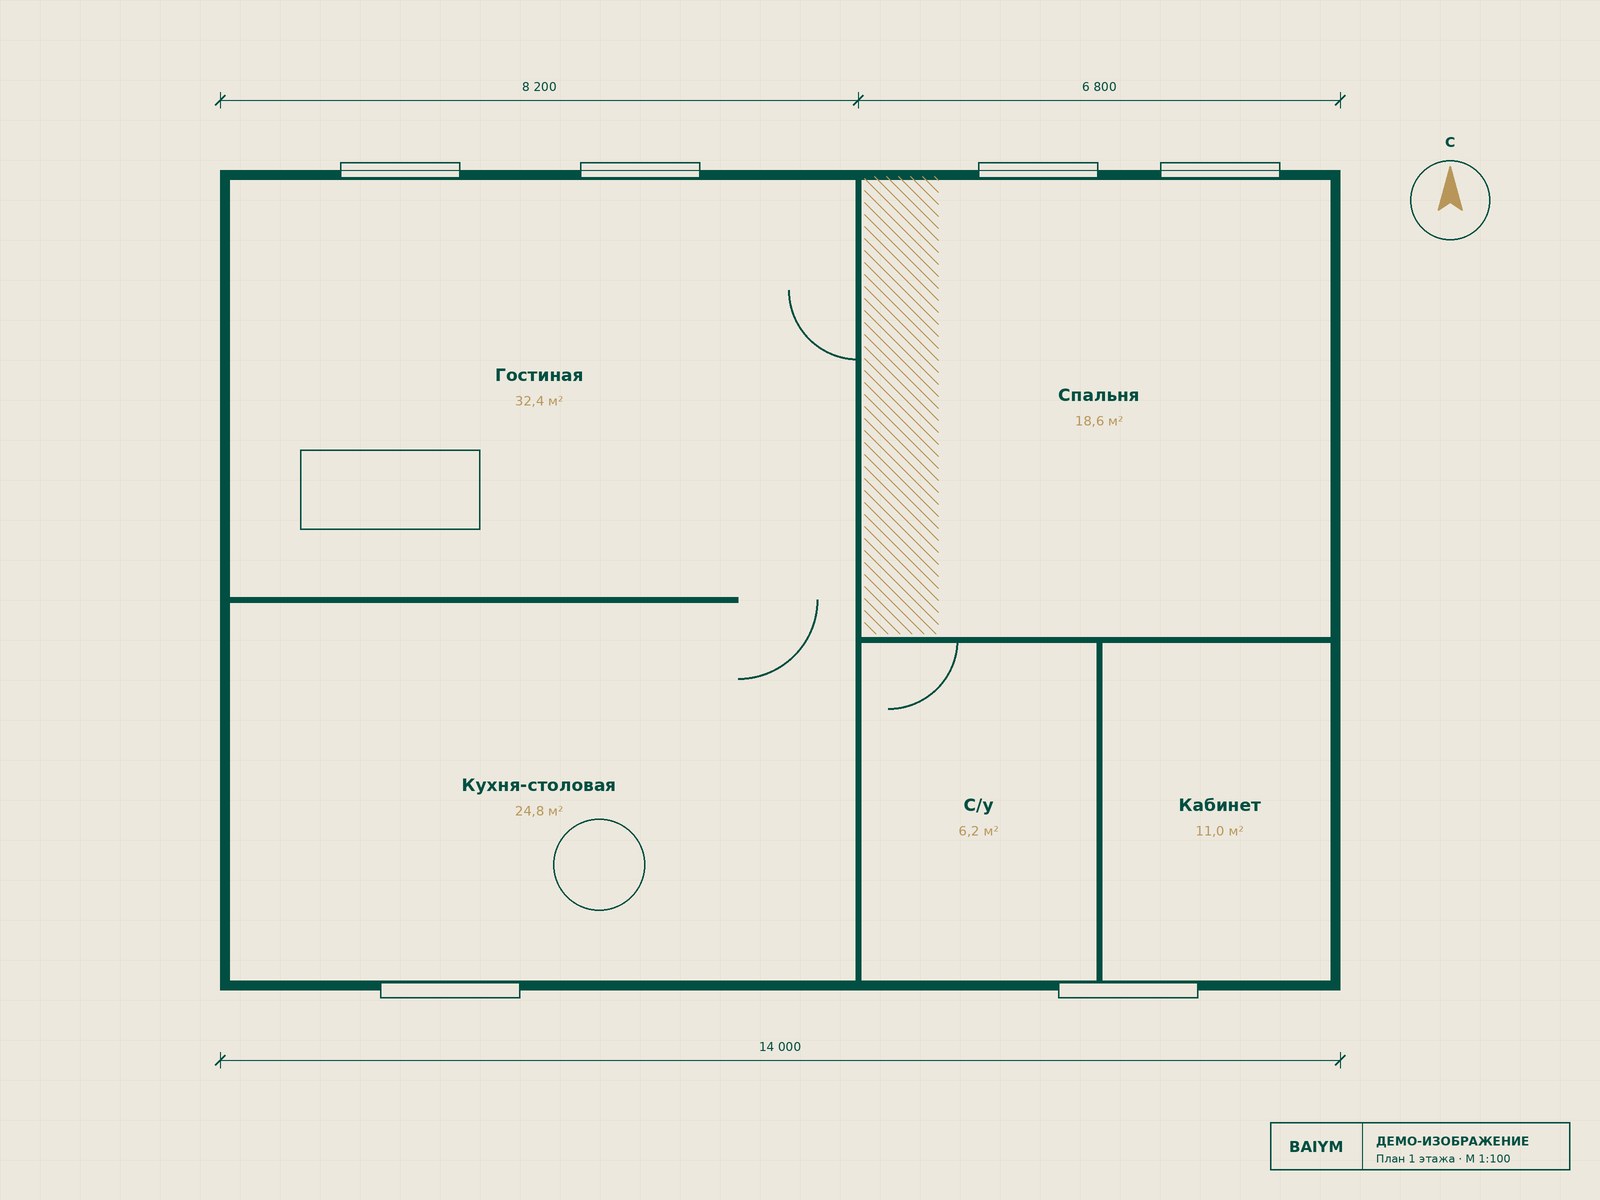 8 200
6 800
С
Гостиная
32,4 м²
Спальня
18,6 м²
Кухня-столовая
24,8 м²
С/у
6,2 м²
Кабинет
11,0 м²
14 000
BAIYM
ДЕМО-ИЗОБРАЖЕНИЕ
План 1 этажа · М 1:100